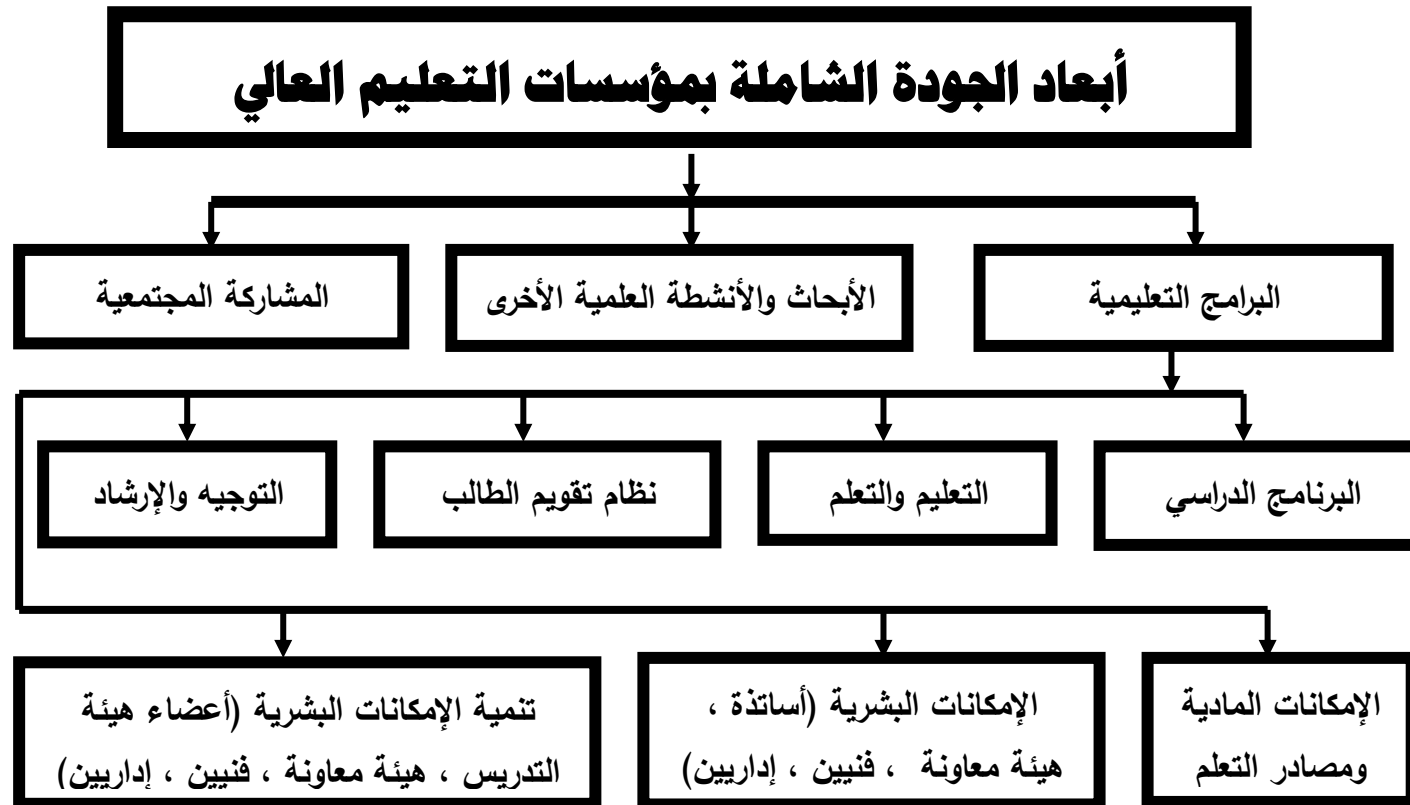 أبعاد الجودة الشاملة بمؤسسات التعليم العالي
البرامج التعليمية
الأبحاث والأنشطة العلمية الأخرى
المشاركة المجتمعية
البرنامج الدراسي
التعليم والتعلم
نظام تقويم الطالب
التوجيه والإرشاد
الإمكانات المادية
ومصادر التعلم
الإمكانات البشرية (أساتذة ،
هيئة معاونة ، فنيين ، إداريين)
تنمية الإمكانات البشرية (أعضاء هيئة
التدريس ، هيئة معاونة ، فنيين ، إداريين)